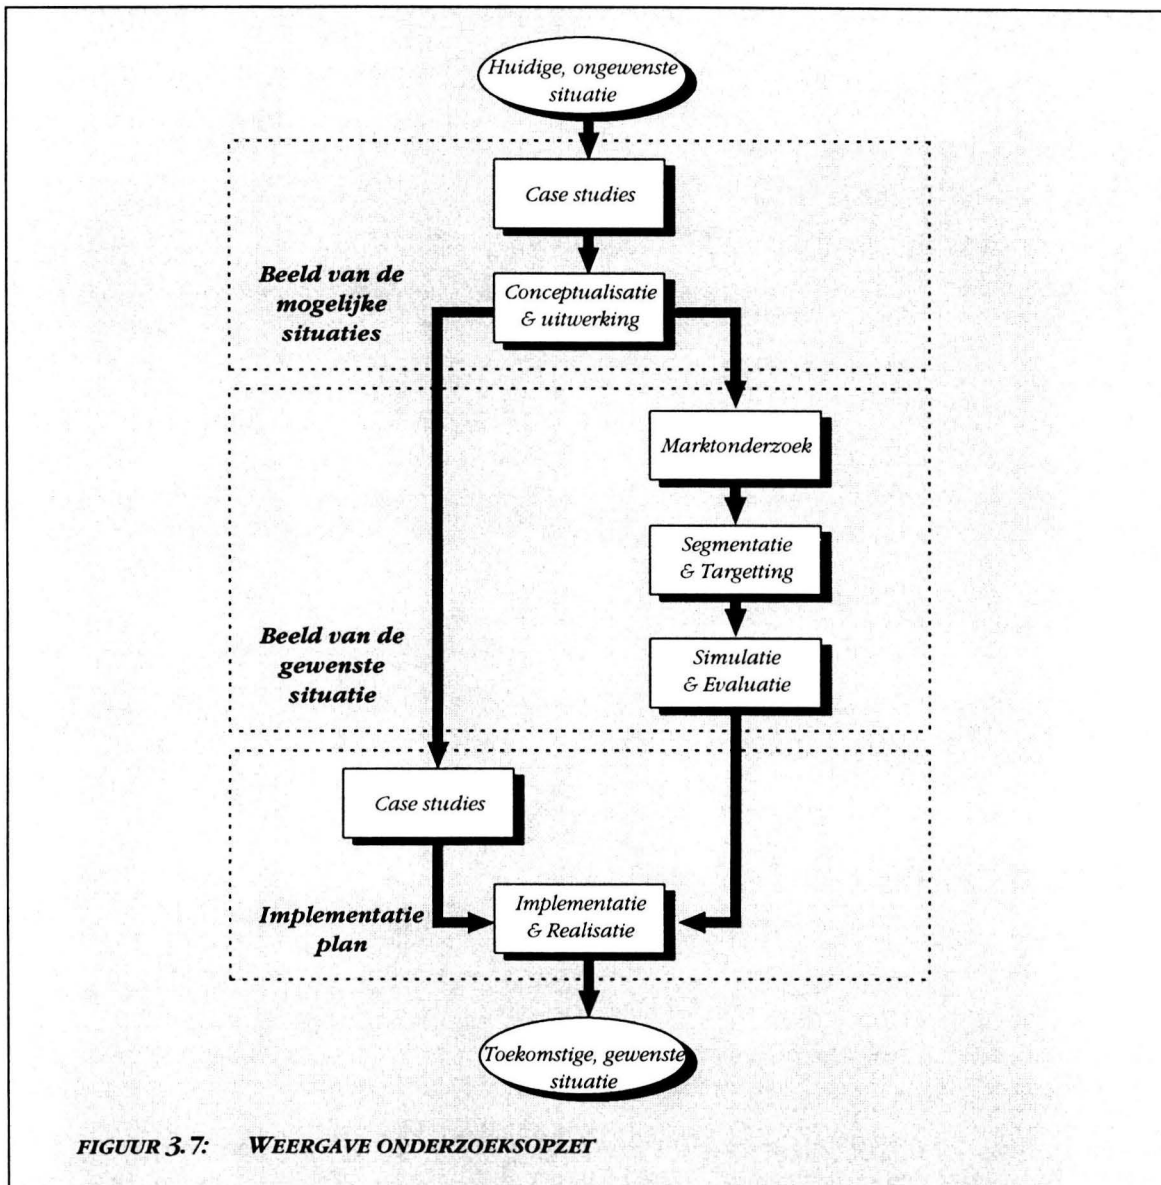 Huidige, ongewenste
situatie
Case studies
Beeld van de
mogelijke
situaties
Conceptualisatie
& uitwerking
Marktonderzoek
Segmentatie
& Targetting
Beeld van de
gewenste
situatie
Simulatie
& Evaluatie
Case studies
Implementatie
plan
Implementatie
& Realisatie
Toekomstige, gewenste
situatie
FIGUUR 3.7: WEERGAVE ONDERZOEKSOPZET